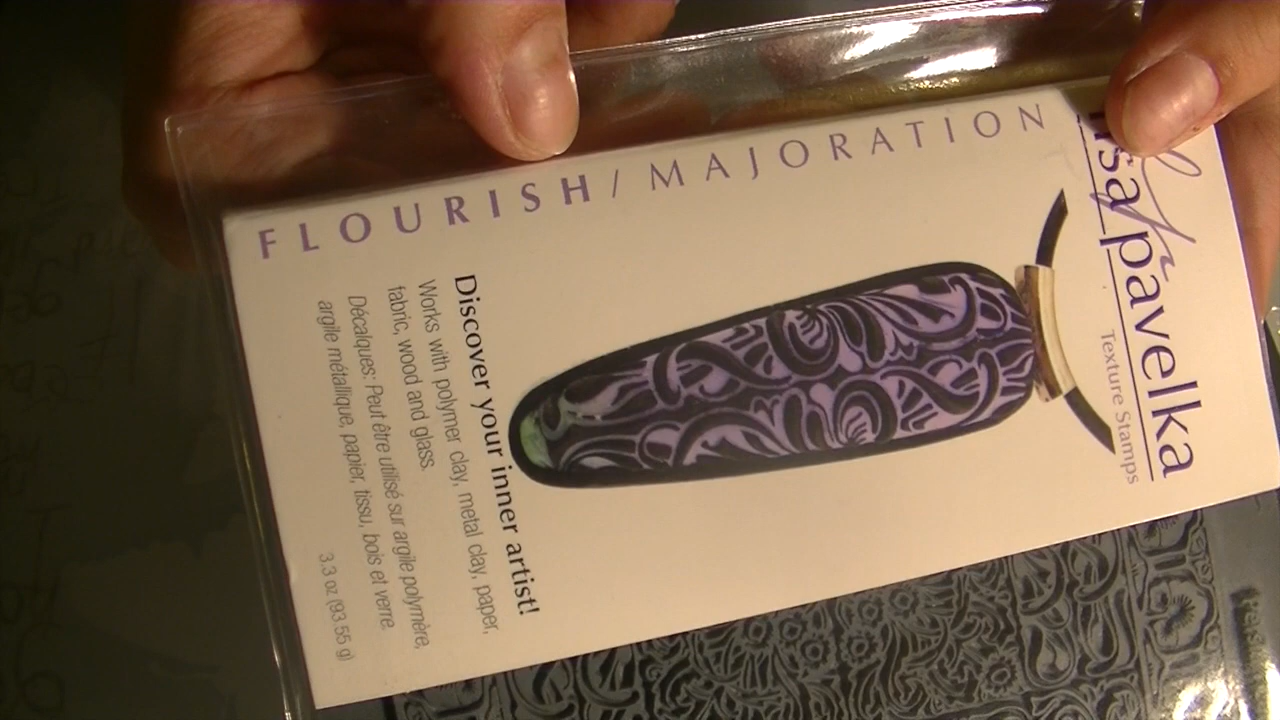 FLOURISH/MAJORATION
pavelka
Texture Stamps
Discover your inner artist!
Works with polymer clay, metal clay, paper,
fabric, wood and glass.
Décalques: Peut être utilisé sur argile polymère,
argile métallique, papier, tissu, bois et verre.
3.3 oz (93.55 g)